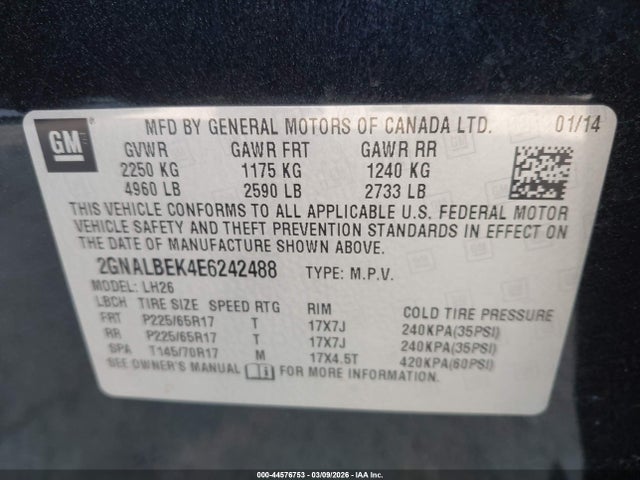 GM
MFD BY GENERAL MOTORS OF CANADA LTD. 01/14
GVWR GAWR FRT GAWR RR
2250 KG 1175 KG 1240 KG
4960 LB 2590 LB 2733 LB
THIS VEHICLE CONFORMS TO ALL APPLICABLE U.S. FEDERAL MOTOR
VEHICLE SAFETY AND THEFT PREVENTION STANDARDS IN EFFECT ON
THE DATE OF MANUFACTURE SHOWN ABOVE.
2GNALBEK4E6242488 TYPE: M.P.V.
MODEL: LH26
LBCH TIRE SIZE SPEED RTG RIM COLD TIRE PRESSURE
FRT P225/65R17 T 17X7J 240KPA(35PSI)
RR P225/65R17 T 17X7J 240KPA(35PSI)
SPA T145/70R17 M 17X4.5T 420KPA(60PSI)
SEE OWNER'S MANUAL FOR MORE INFORMATION.
000-44576753 | 03/09/2026 | IAA Inc.